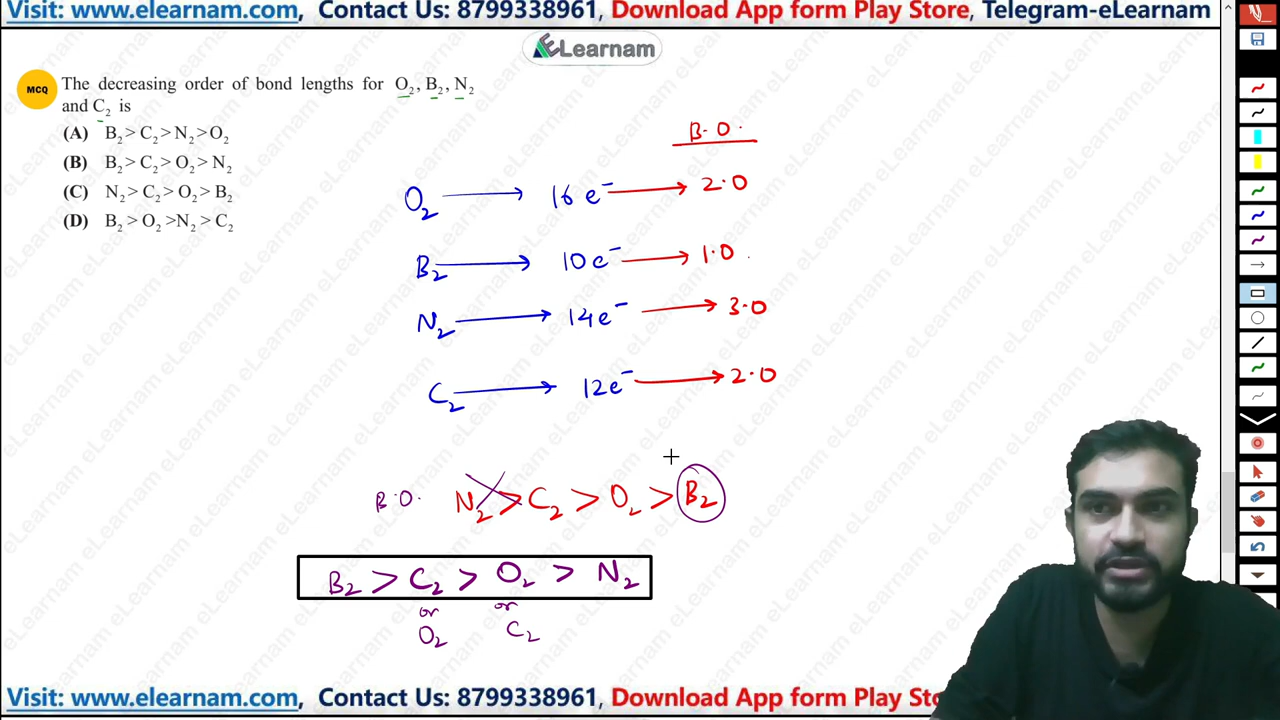 Visit: www.elearnam.com, Contact Us: 8799338961, Download App form Play Store, Telegram-eLearnam
ELearnam
MCQ
The decreasing order of bond lengths for O₂, B₂, N₂
and C₂ is
(A) B₂ > C₂ > N₂ > O₂
(B) B₂ > C₂ > O₂ > N₂
(C) N₂ > C₂ > O₂ > B₂
(D) B₂ > O₂ >N₂ > C₂
B.O.
O₂ → 16 e⁻ → 2.0
B₂ → 10 e⁻ → 1.0
N₂ → 14 e⁻ → 3.0
C₂ → 12 e⁻ → 2.0
B.O. N₂ > C₂ > O₂ > B₂
B₂ > C₂ > O₂ > N₂
or or
O₂ C₂
Visit: www.elearnam.com, Contact Us: 8799338961, Download App form Play Sto